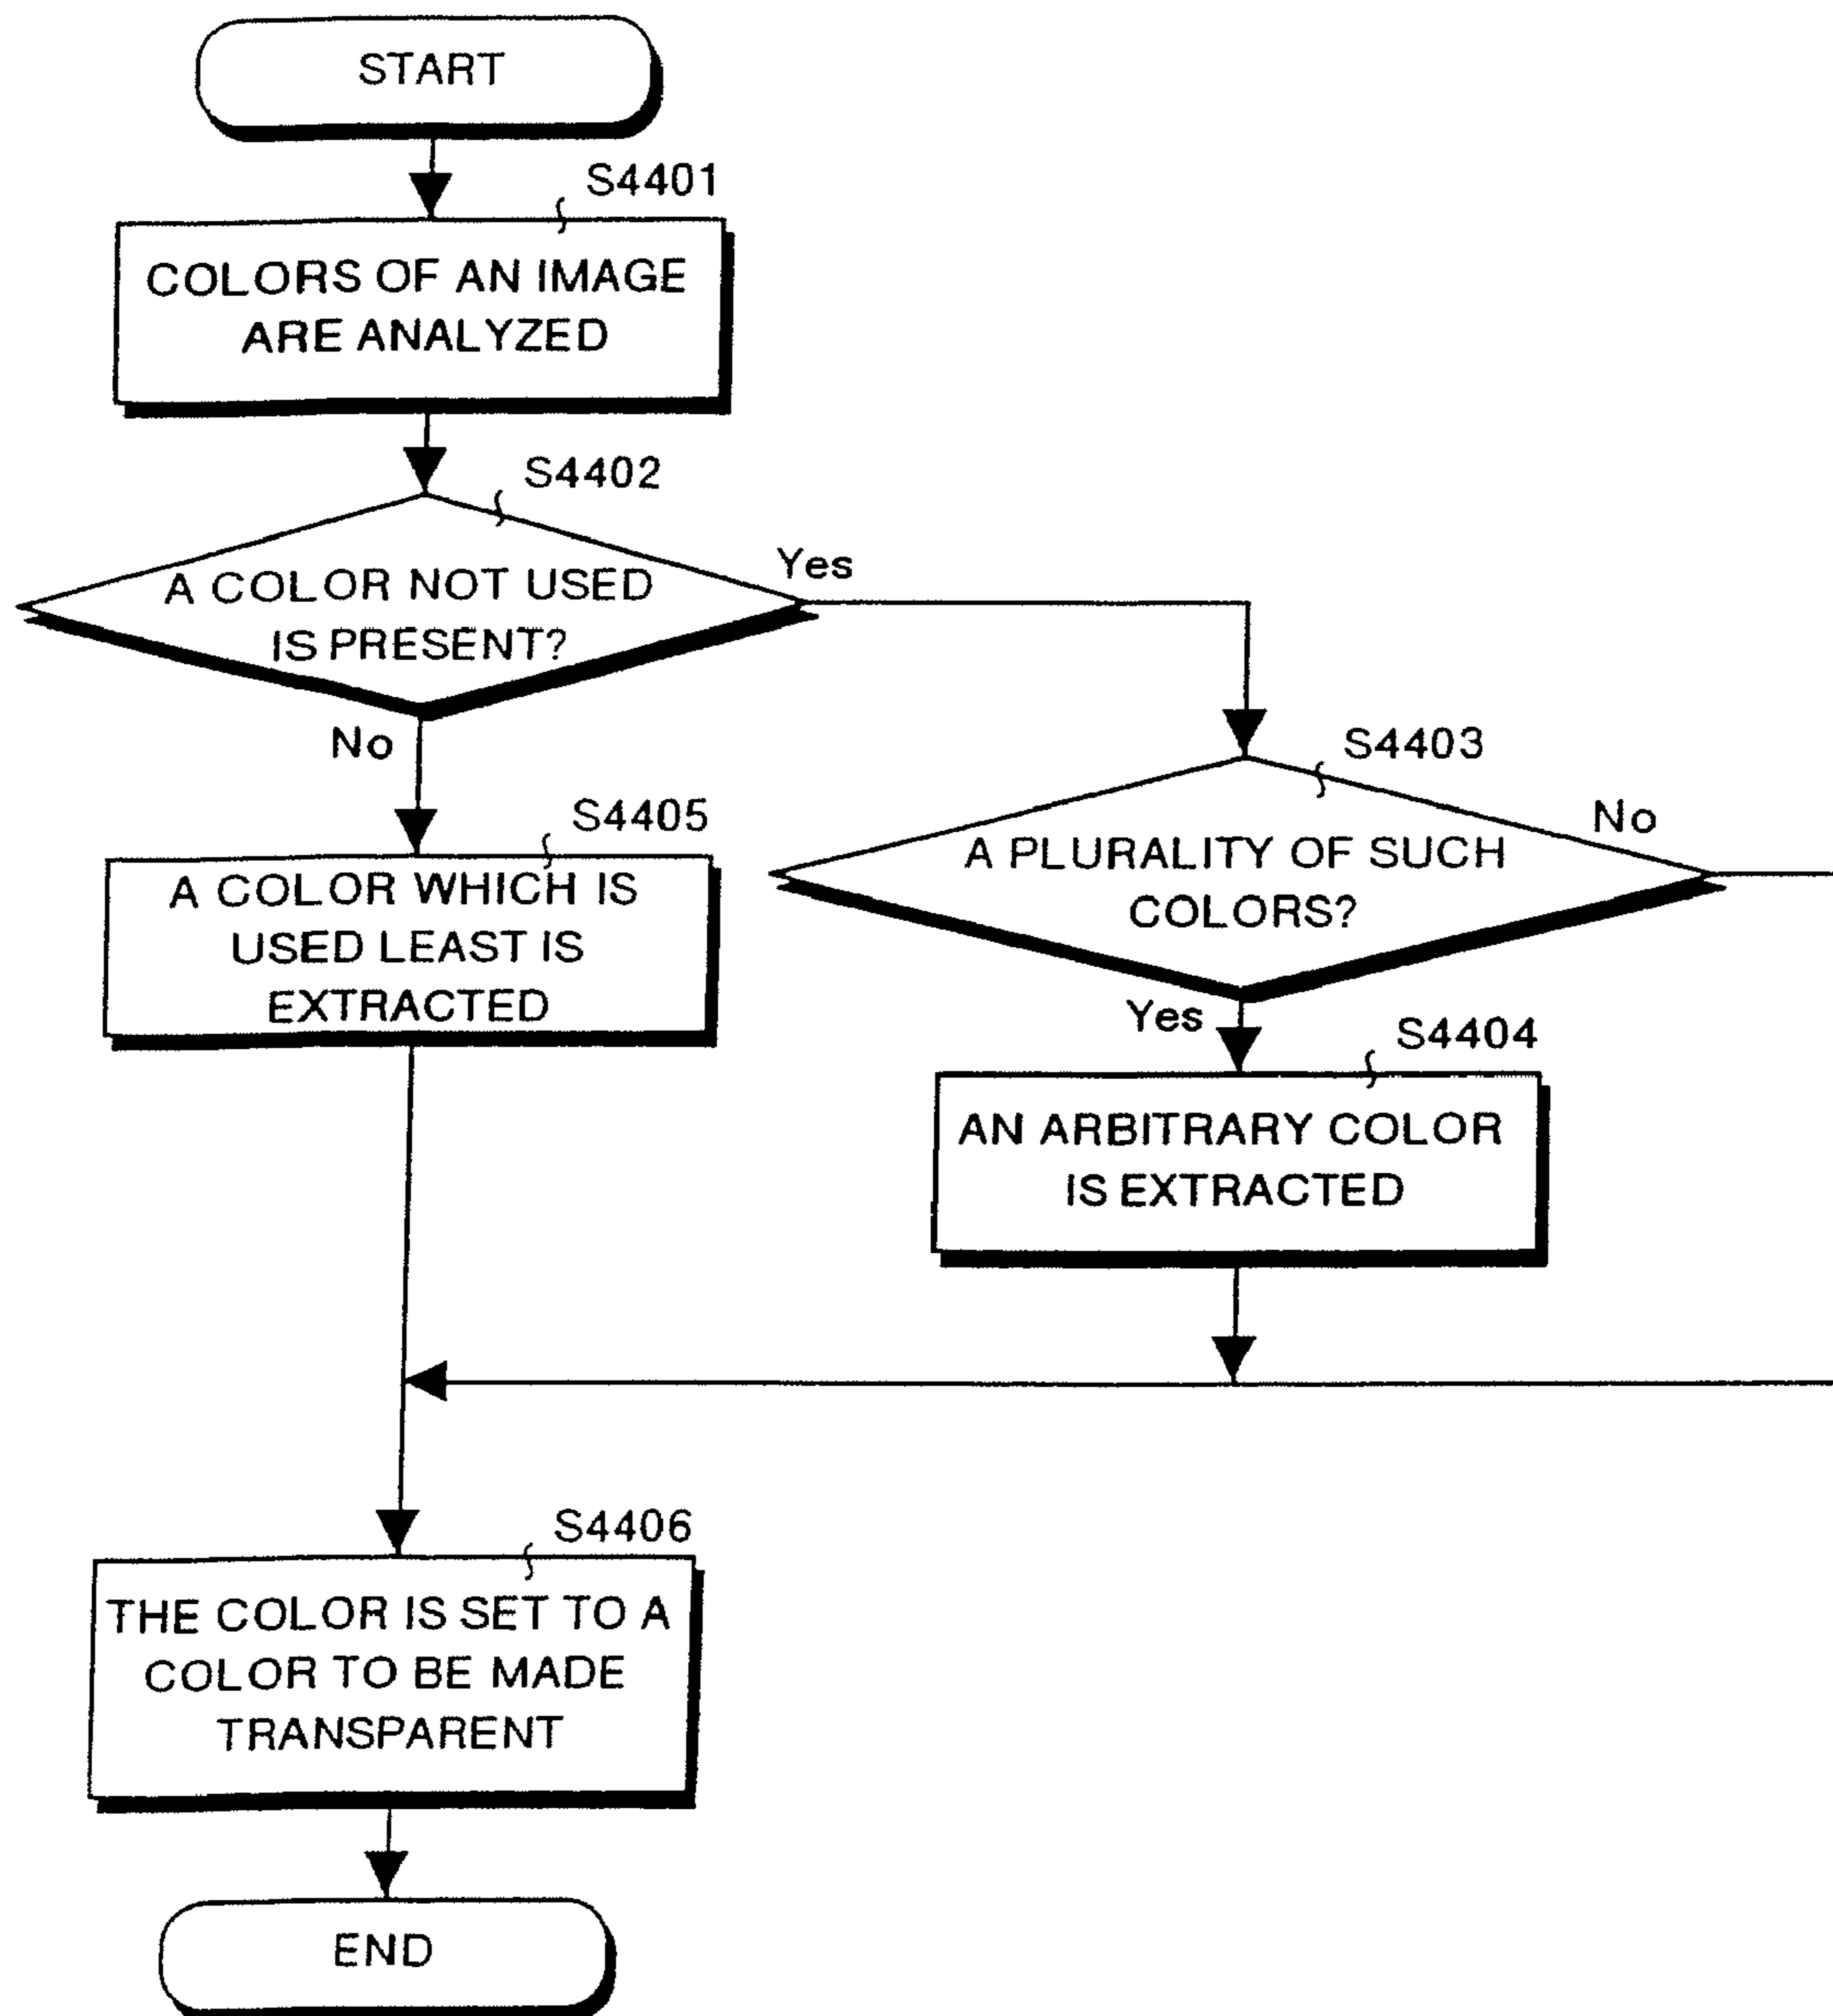 START
S4401
COLORS OF AN IMAGE
ARE ANALYZED
S4402
A COLOR NOT USED
IS PRESENT?
Yes
No
S4403
A PLURALITY OF SUCH
COLORS?
No
Yes
S4405
A COLOR WHICH IS
USED LEAST IS
EXTRACTED
S4404
AN ARBITRARY COLOR
IS EXTRACTED
S4406
THE COLOR IS SET TO A
COLOR TO BE MADE
TRANSPARENT
END